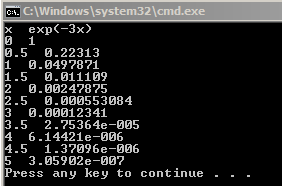 C:\Windows\system32\cmd.exe
x exp(-3x)
0 1
0.5 0.22313
1 0.0497871
1.5 0.011109
2 0.00247875
2.5 0.000553084
3 0.00012341
3.5 2.75364e-005
4 6.14421e-006
4.5 1.37096e-006
5 3.05902e-007
Press any key to continue . . .